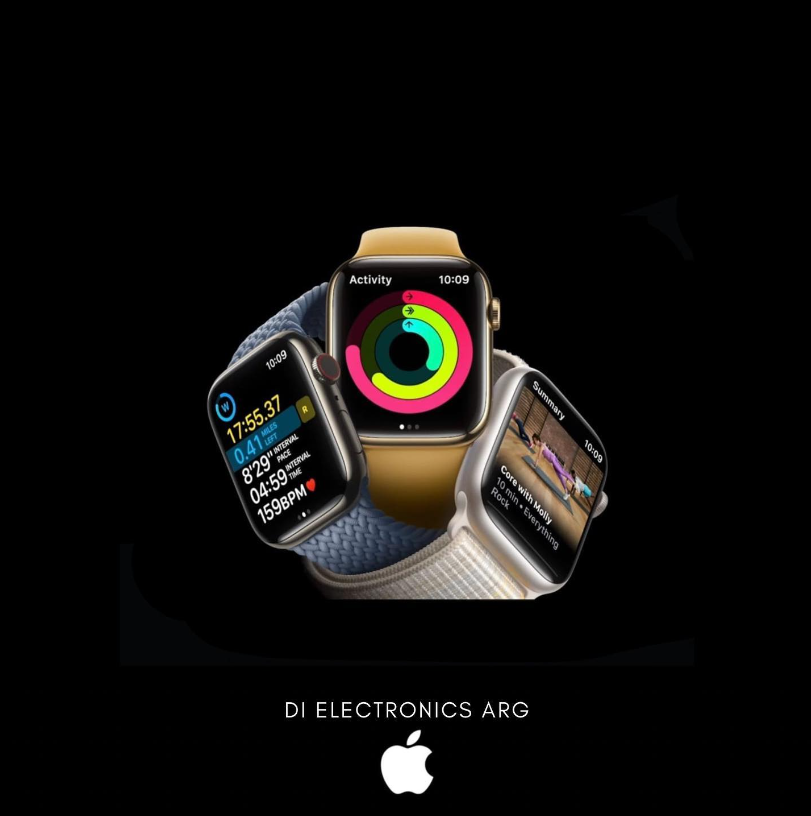 Activity 10:09
10:09
W
17:55.37
R
0.41 MILES LEFT
8'29" INTERVAL PACE
04:59 INTERVAL TIME
159BPM
Summary
10:09
Core with Molly
10 min • Everything
Rock
DI ELECTRONICS ARG